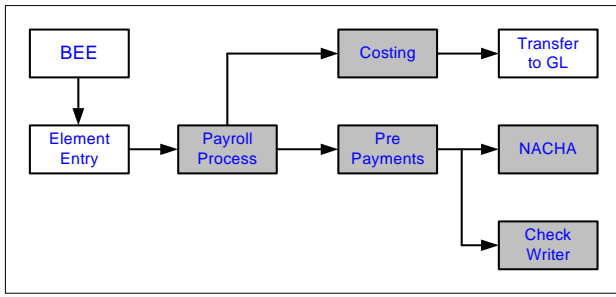 BEE
Costing
Transfer
to GL
Element
Entry
Payroll
Process
Pre
Payments
NACHA
Check
Writer